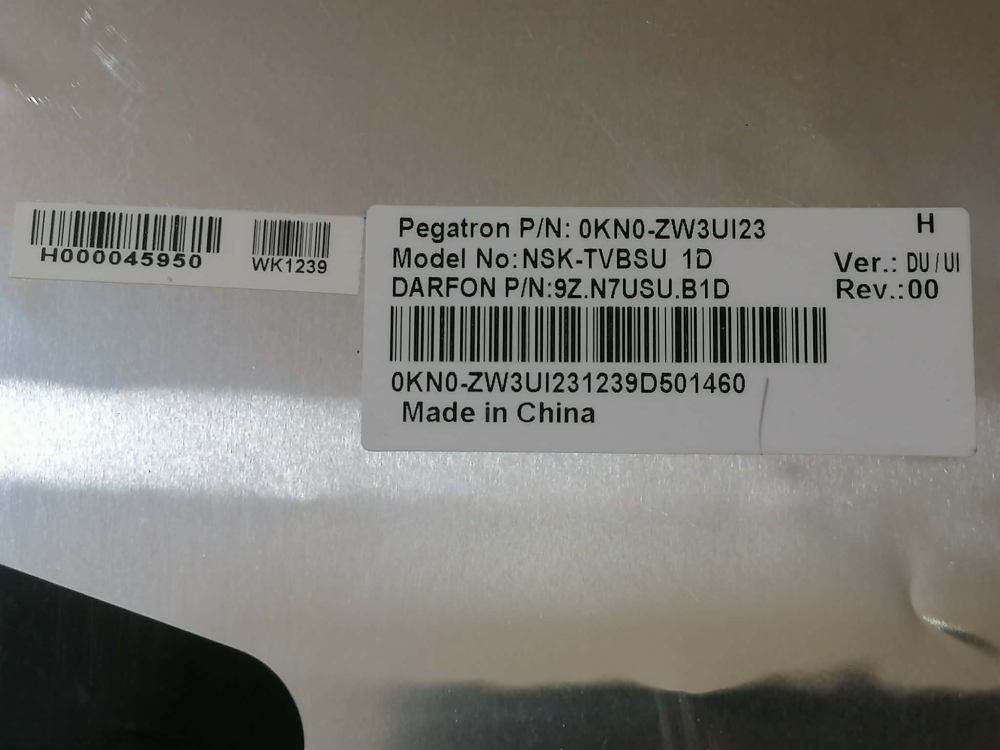 H000045950
WK1239
Pegatron P/N: 0KN0-ZW3UI23
H
Model No:NSK-TVBSU 1D
Ver.: DU / UI
DARFON P/N:9Z.N7USU.B1D
Rev.:00
0KN0-ZW3UI231239D501460
Made in China